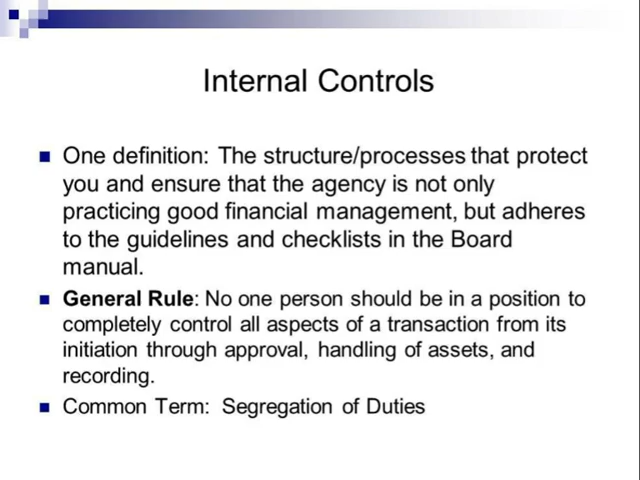 Internal Controls
One definition: The structure/processes that protect
you and ensure that the agency is not only
practicing good financial management, but adheres
to the guidelines and checklists in the Board
manual.
General Rule: No one person should be in a position to
completely control all aspects of a transaction from its
initiation through approval, handling of assets, and
recording.
Common Term: Segregation of Duties